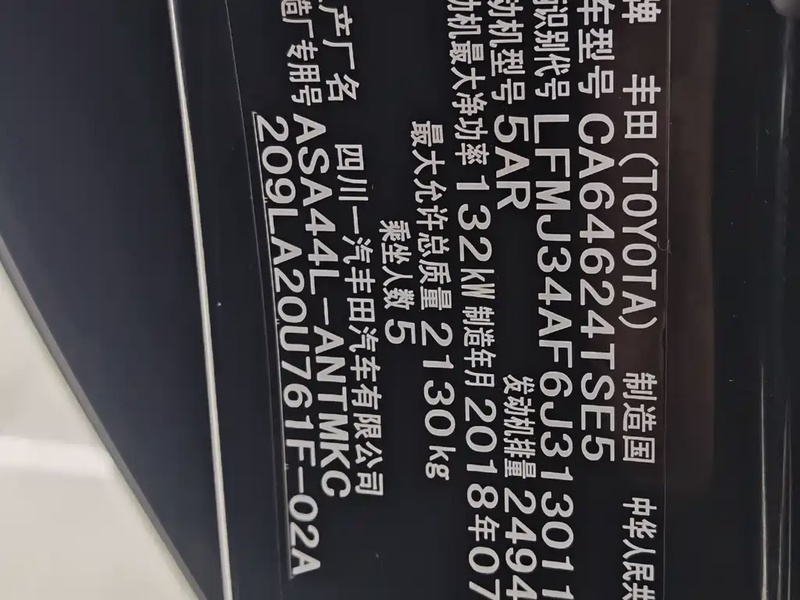 牌 丰田(TOYOTA) 制造国 中华人民共
车型号 CA64624TSE5
识别代号 LFMJ34AF6J313011
动机型号 5AR 发动机排量 2494
动机最大净功率 132kW 制造年月 2018年07
最大允许总质量 2130kg
乘坐人数 5
产厂名 四川一汽丰田汽车有限公司
造厂专用号 ASA44L-ANTMKC
209LA20U761F-02A